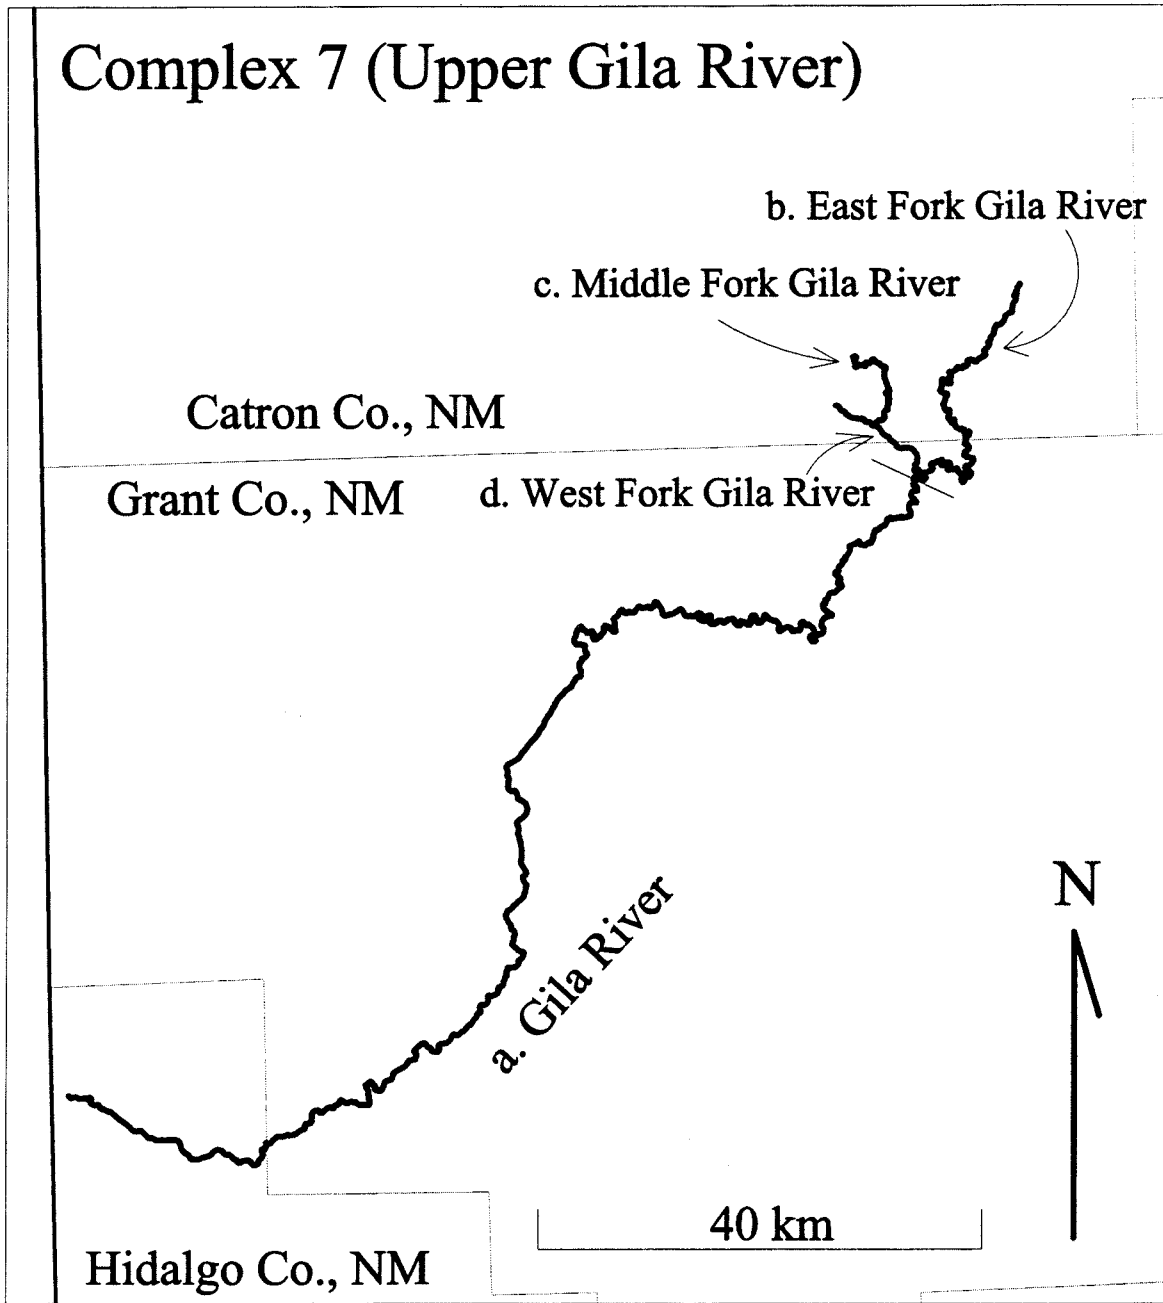 Complex 7 (Upper Gila River)
b. East Fork Gila River
c. Middle Fork Gila River
Catron Co., NM
Grant Co., NM
d. West Fork Gila River
a. Gila River
N
40 km
Hidalgo Co., NM